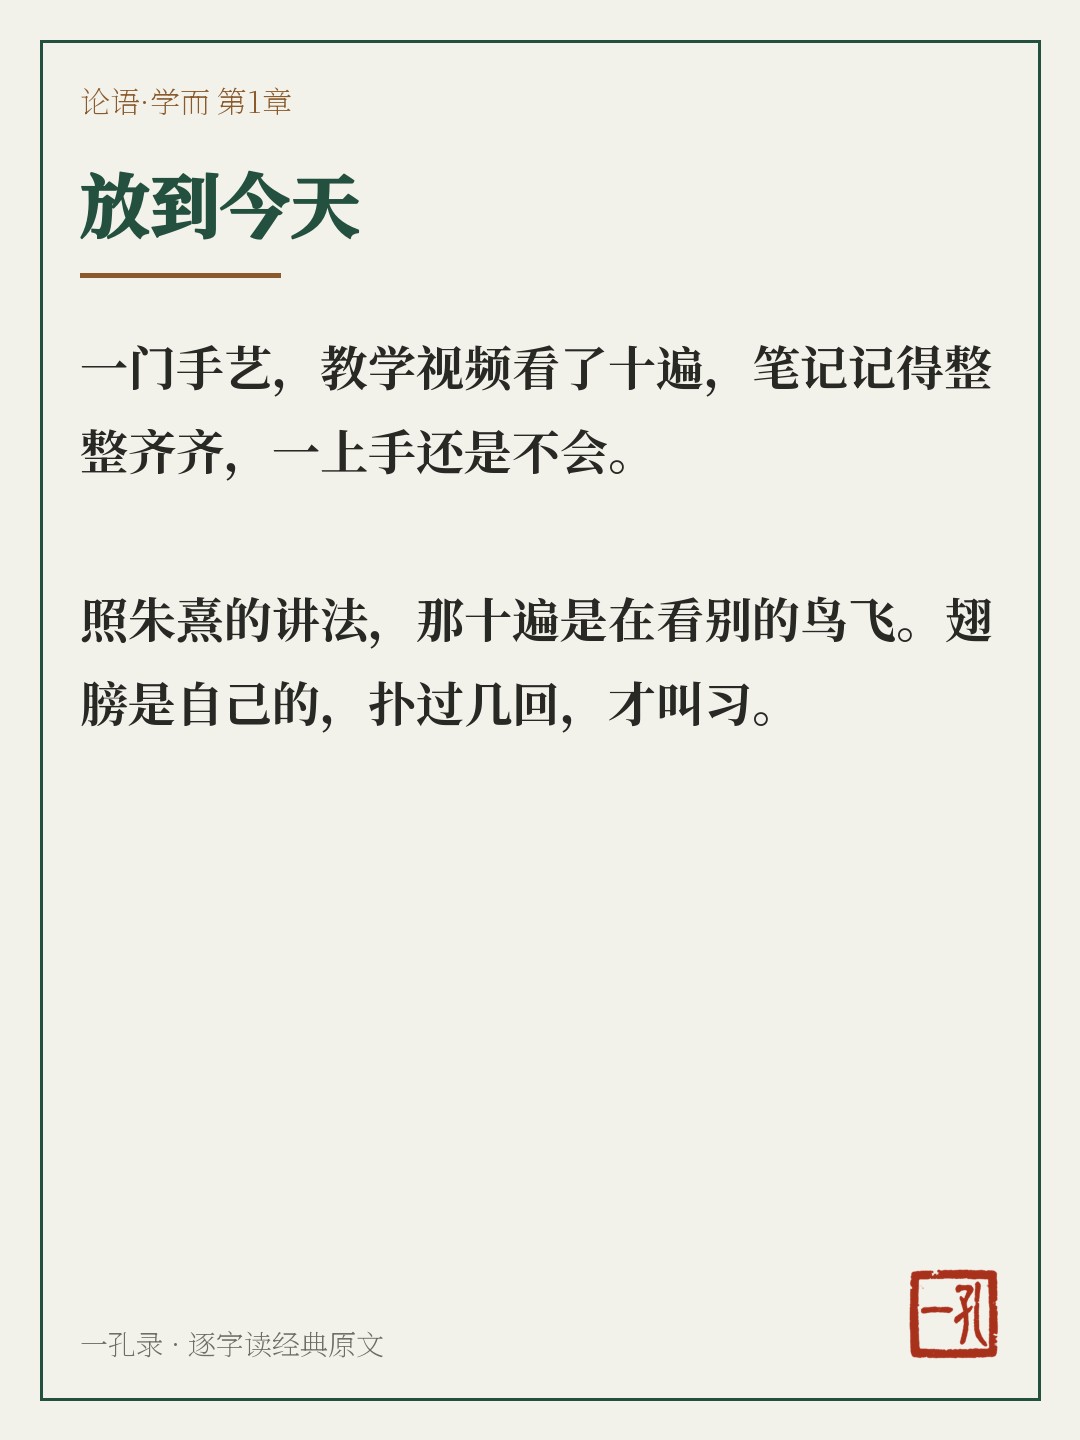 论语·学而 第1章
放到今天
一门手艺，教学视频看了十遍，笔记记得整
整齐齐，一上手还是不会。
照朱熹的讲法，那十遍是在看别的鸟飞。翅
膀是自己的，扑过几回，才叫习。
一孔
一孔录 · 逐字读经典原文